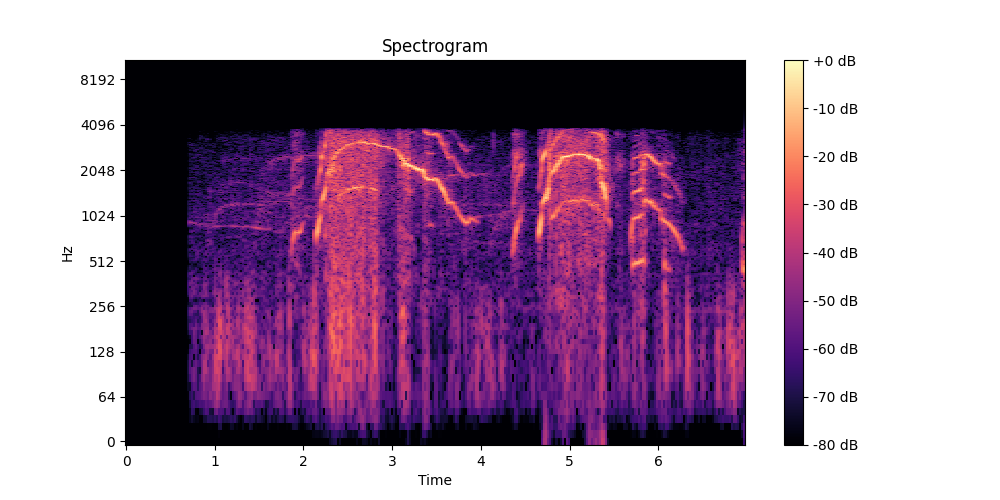 Spectrogram
8192
4096
2048
1024
512
256
128
64
0
Hz
0 1 2 3 4 5 6
Time
+0 dB
-10 dB
-20 dB
-30 dB
-40 dB
-50 dB
-60 dB
-70 dB
-80 dB